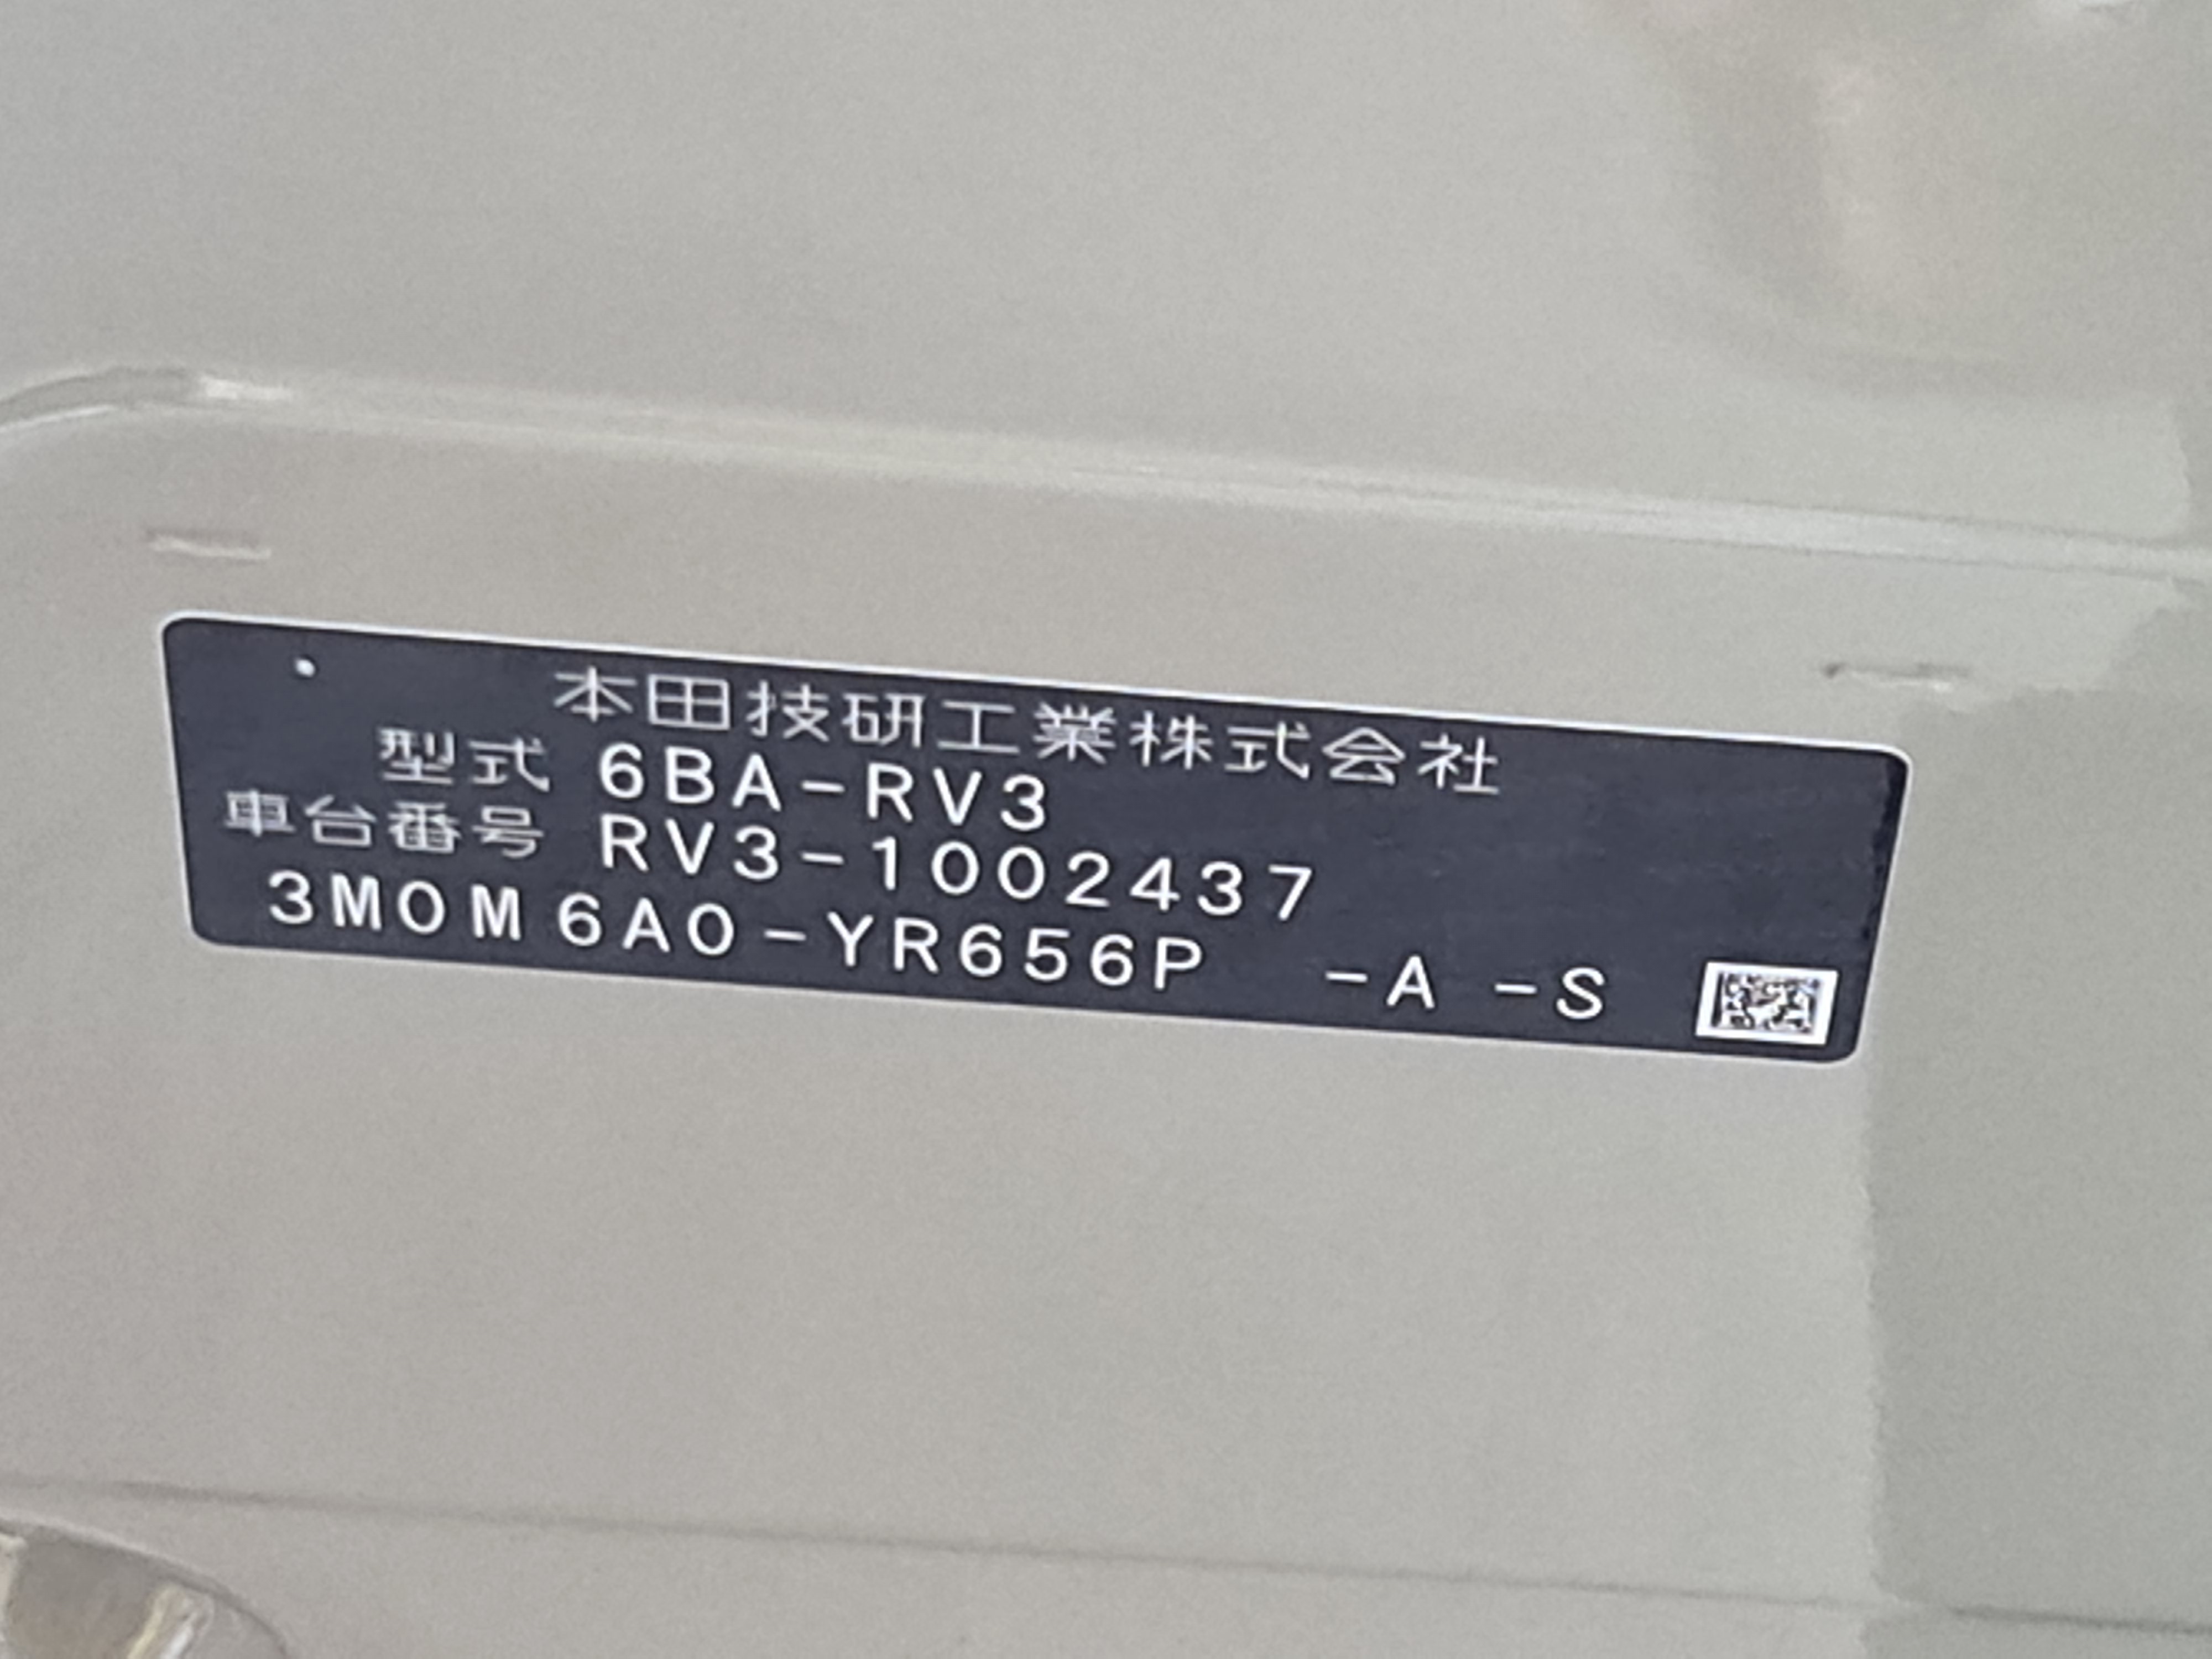 本田技研工業株式会社
型式 6BA-RV3
車台番号 RV3-1002437
3M0M6A0-YR656P -A -S